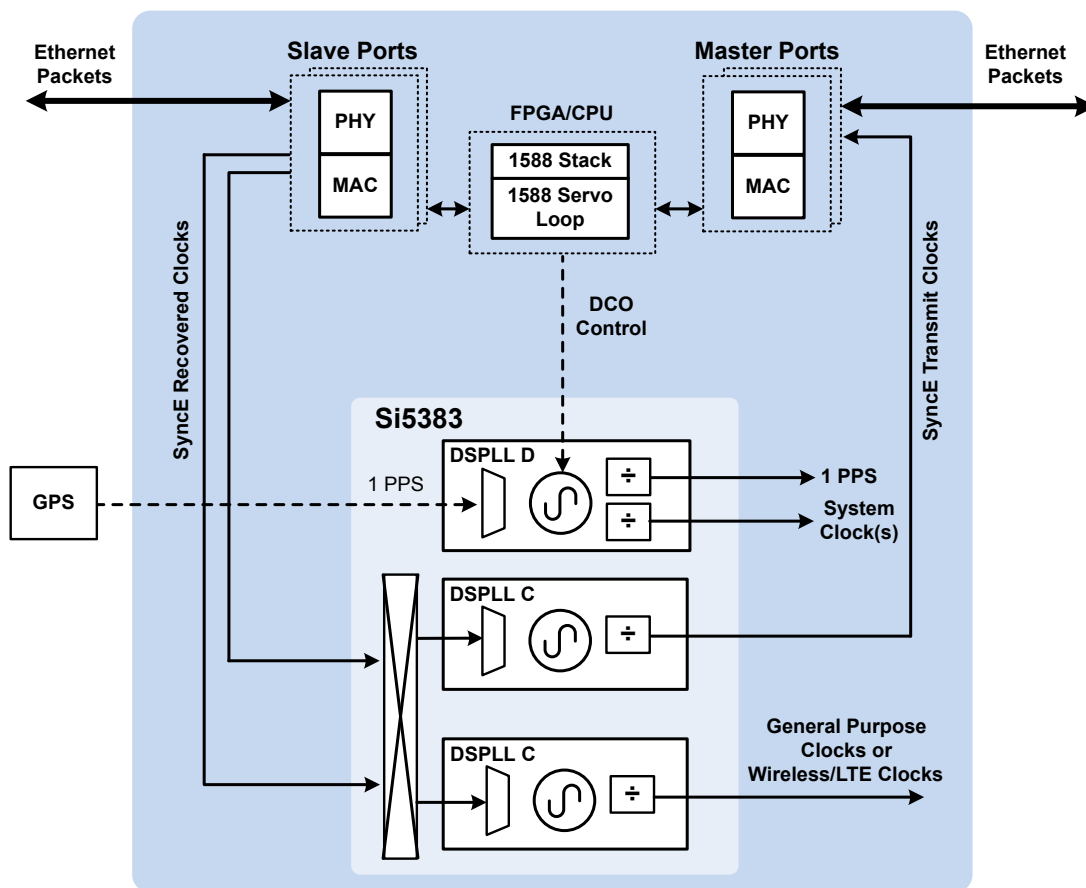 Ethernet
Packets
Slave Ports
PHY
MAC
FPGA/CPU
1588 Stack
1588 Servo
Loop
Master Ports
PHY
MAC
Ethernet
Packets
SyncE Recovered Clocks
DCO
Control
SyncE Transmit Clocks
Si5383
GPS
1 PPS
DSPLL D
÷
÷
1 PPS
System
Clock(s)
DSPLL C
÷
DSPLL C
÷
General Purpose
Clocks or
Wireless/LTE Clocks